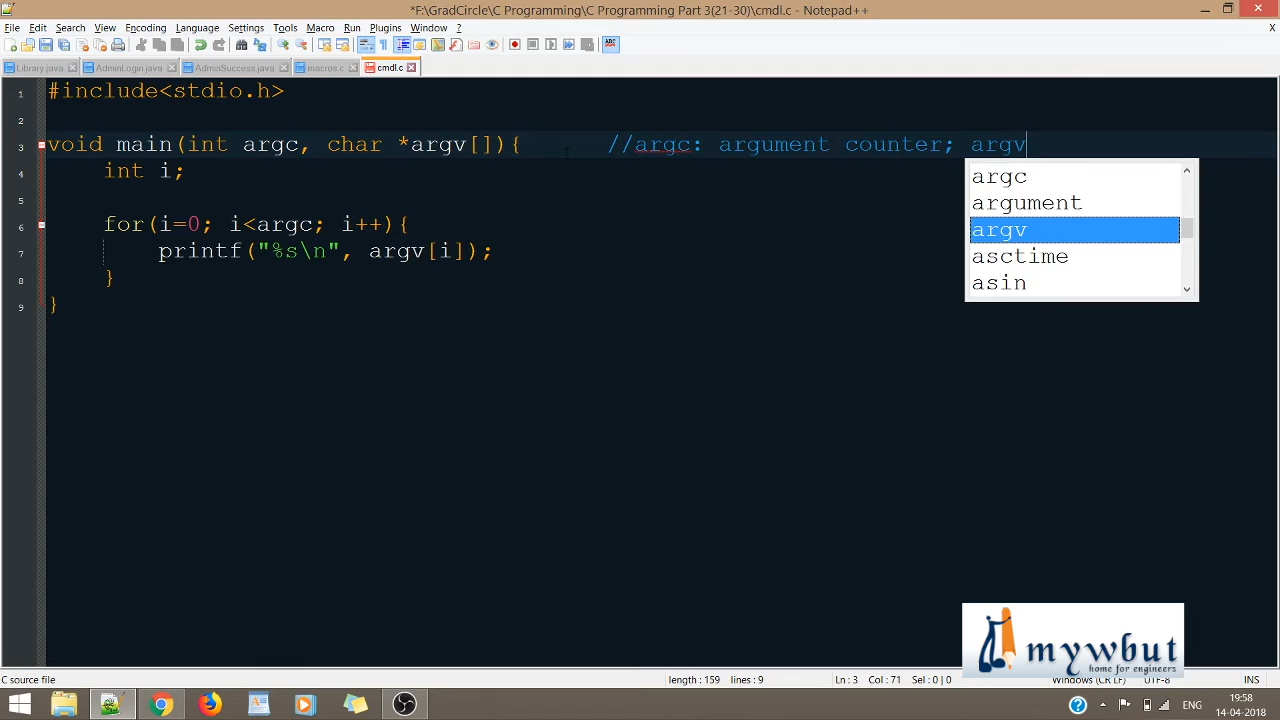 *F:\GradCircle\C Programming\C Programming Part 3(21-30)\cmdl.c - Notepad++
File Edit Search View Encoding Language Settings Tools Macro Run Plugins Window ? X
Library.java AdminLogin.java AdminSuccess.java macros.c cmdl.c
1 #include<stdio.h>
2
3 void main(int argc, char *argv[]){ //argc: argument counter; argv
4 int i;
5
6 for(i=0; i<argc; i++){
7 printf("%s\n", argv[i]);
8 }
9 }
argc
argument
argv
asctime
asin
mywbut
home for engineers
C source file length : 159 lines : 9 Ln : 3 Col : 71 Sel : 0 | 0 Windows (CR LF) UTF-8 INS
ENG 19:58
14-04-2018